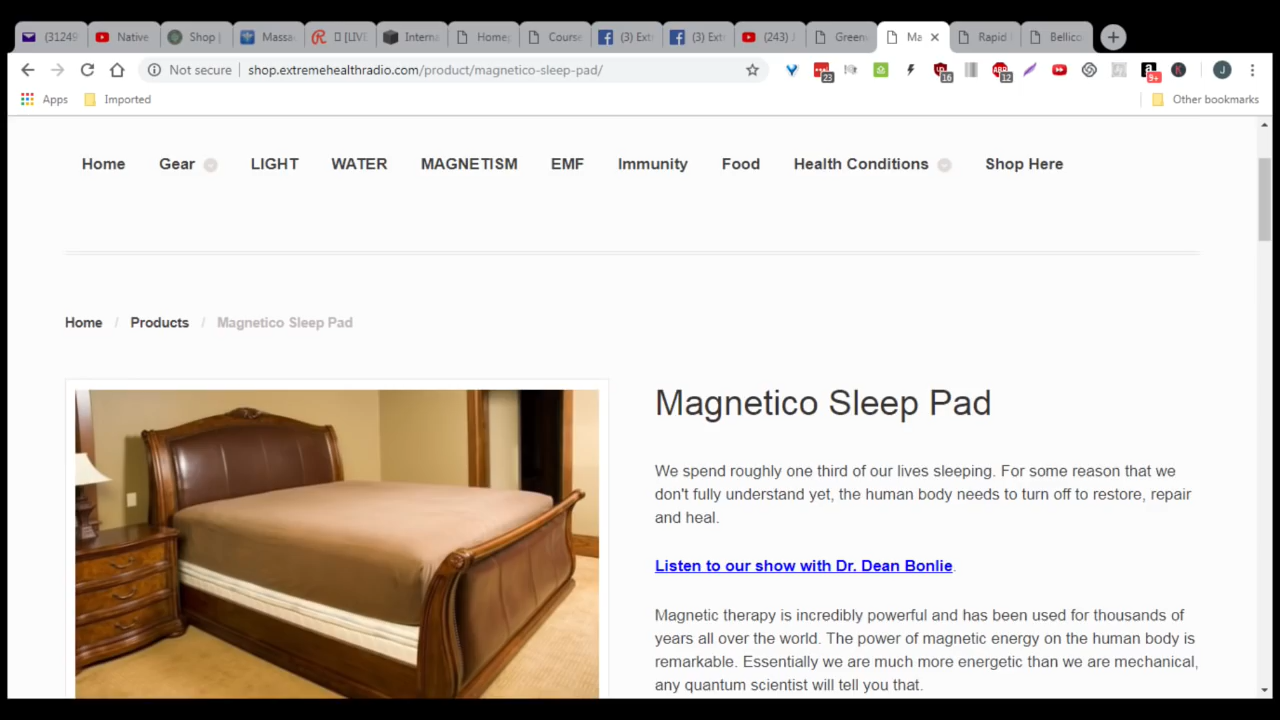 (31249
Native
Shop |
Massa
[LIVE
Interna
Home
Course
(3) Ext
(3) Ext
(243)
Green
Ma
Rapid
Bellico
Not secure | shop.extremehealthradio.com/product/magnetico-sleep-pad/
23
16
12
9+
J
Apps Imported Other bookmarks
Home Gear LIGHT WATER MAGNETISM EMF Immunity Food Health Conditions Shop Here
Home / Products / Magnetico Sleep Pad
Magnetico Sleep Pad
We spend roughly one third of our lives sleeping. For some reason that we
don't fully understand yet, the human body needs to turn off to restore, repair
and heal.
Listen to our show with Dr. Dean Bonlie.
Magnetic therapy is incredibly powerful and has been used for thousands of
years all over the world. The power of magnetic energy on the human body is
remarkable. Essentially we are much more energetic than we are mechanical,
any quantum scientist will tell you that.